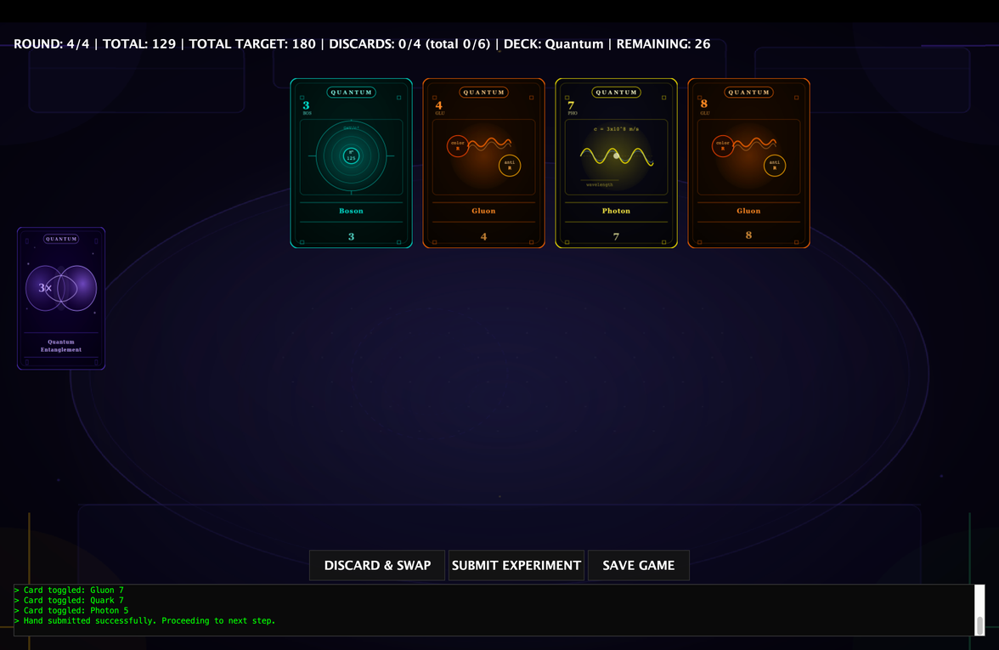 ROUND: 4/4 | TOTAL: 129 | TOTAL TARGET: 180 | DISCARDS: 0/4 (total 0/6) | DECK: Quantum | REMAINING: 26
QUANTUM
3
BOS
H°
125
Boson
3
QUANTUM
4
GLU
color
R
anti
R
Gluon
4
QUANTUM
7
PHO
c = 3x10^8 m/s
wavelength
Photon
7
QUANTUM
8
GLU
color
R
anti
R
Gluon
8
QUANTUM
3x
Quantum
Entanglement
DISCARD & SWAP
SUBMIT EXPERIMENT
SAVE GAME
> Card toggled: Gluon 7
> Card toggled: Quark 7
> Card toggled: Photon 5
> Hand submitted successfully. Proceeding to next step.